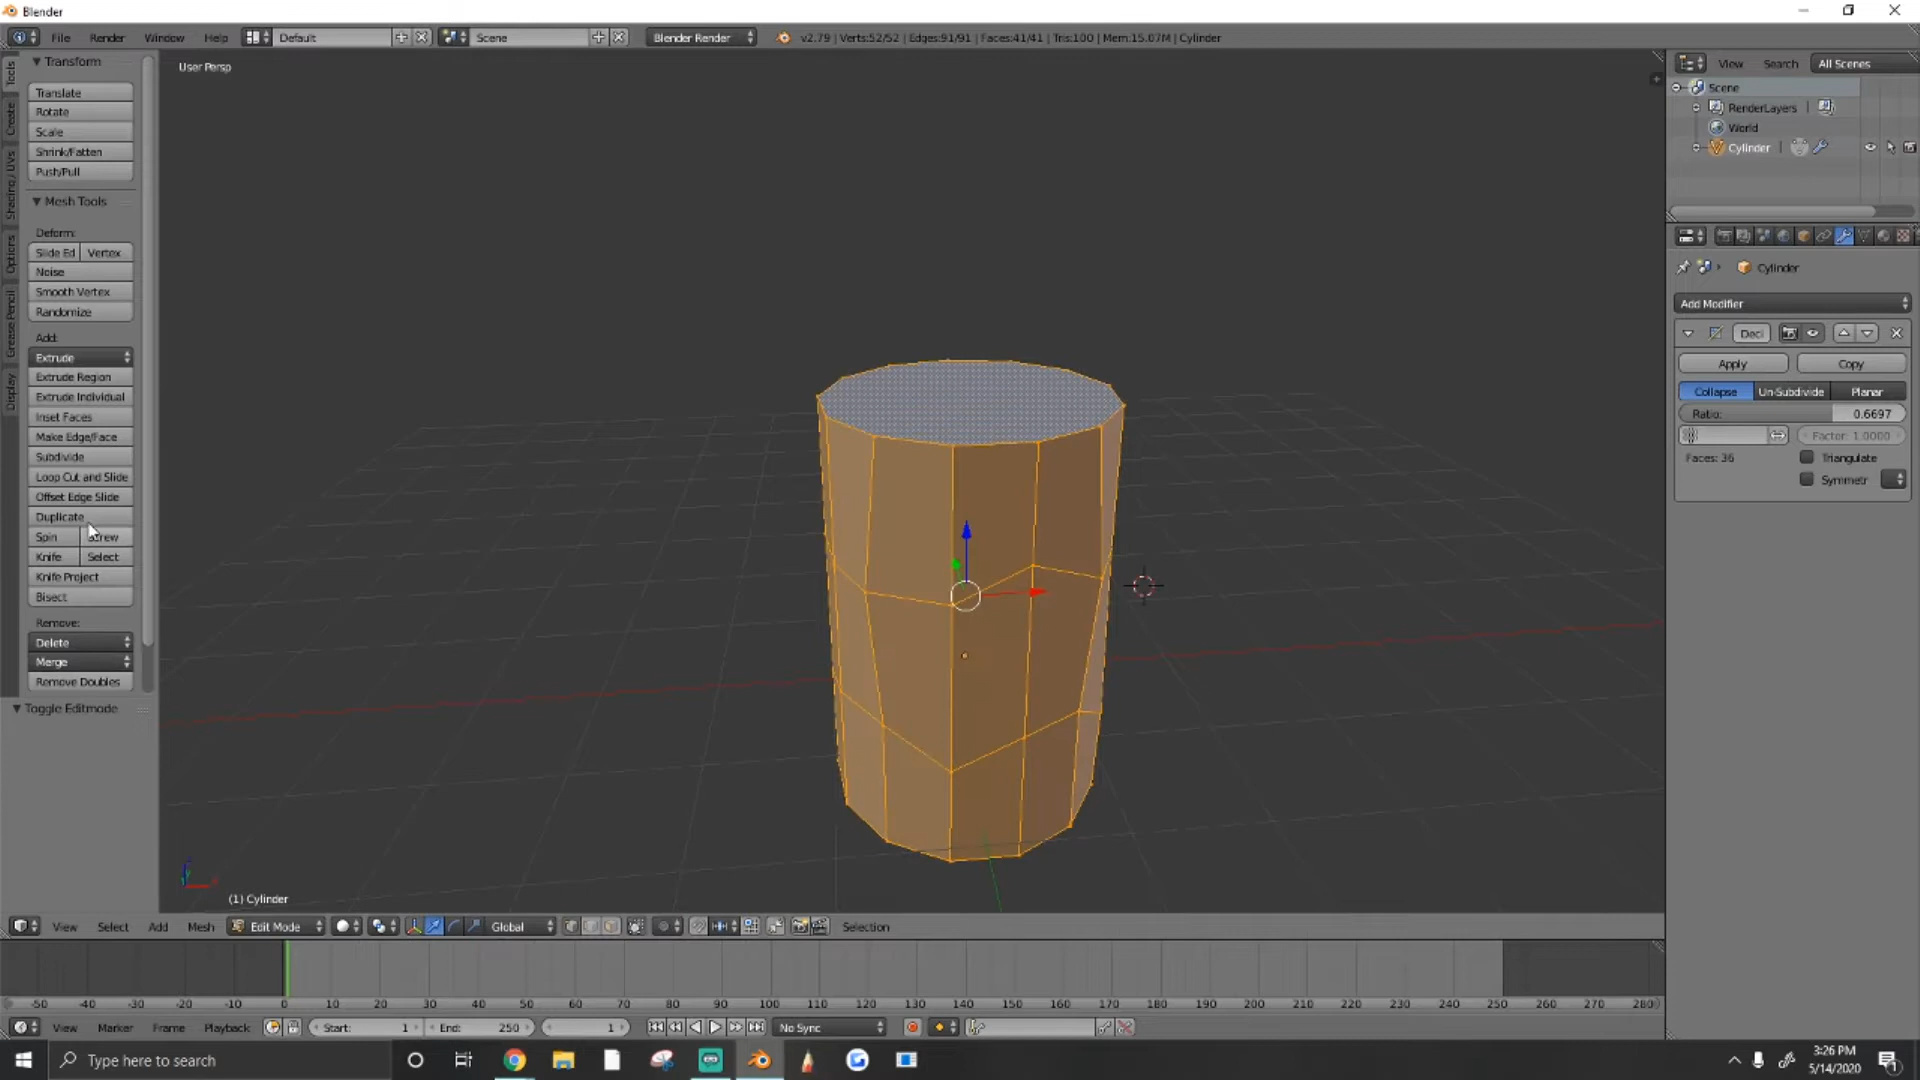 Blender
File Render Window Help Default Scene Blender Render v2.79 | Verts:52/52 | Edges:91/91 | Faces:41/41 | Tris:100 | Mem:15.07M | Cylinder
Tools
Create
Shading / UVs
Options
Grease Pencil
Display
Transform
Translate
Rotate
Scale
Shrink/Fatten
Push/Pull
Mesh Tools
Deform:
Slide Ed Vertex
Noise
Smooth Vertex
Randomize
Add:
Extrude
Extrude Region
Extrude Individual
Inset Faces
Make Edge/Face
Subdivide
Loop Cut and Slide
Offset Edge Slide
Duplicate
Spin Screw
Knife Select
Knife Project
Bisect
Remove:
Delete
Merge
Remove Doubles
Toggle Editmode
User Persp
(1) Cylinder
View Search All Scenes
Scene
RenderLayers
World
Cylinder
Cylinder
Add Modifier
Deci
Apply Copy
Collapse Un-Subdivide Planar
Ratio: 0.6697
Factor: 1.0000
Faces: 36 Triangulate
Symmetr
View Select Add Mesh Edit Mode Global Selection
-50 -40 -30 -20 -10 0 10 20 30 40 50 60 70 80 90 100 110 120 130 140 150 160 170 180 190 200 210 220 230 240 250 260 270 280
View Marker Frame Playback Start: 1 End: 250 1 No Sync
Type here to search
3:26 PM
5/14/2020
1